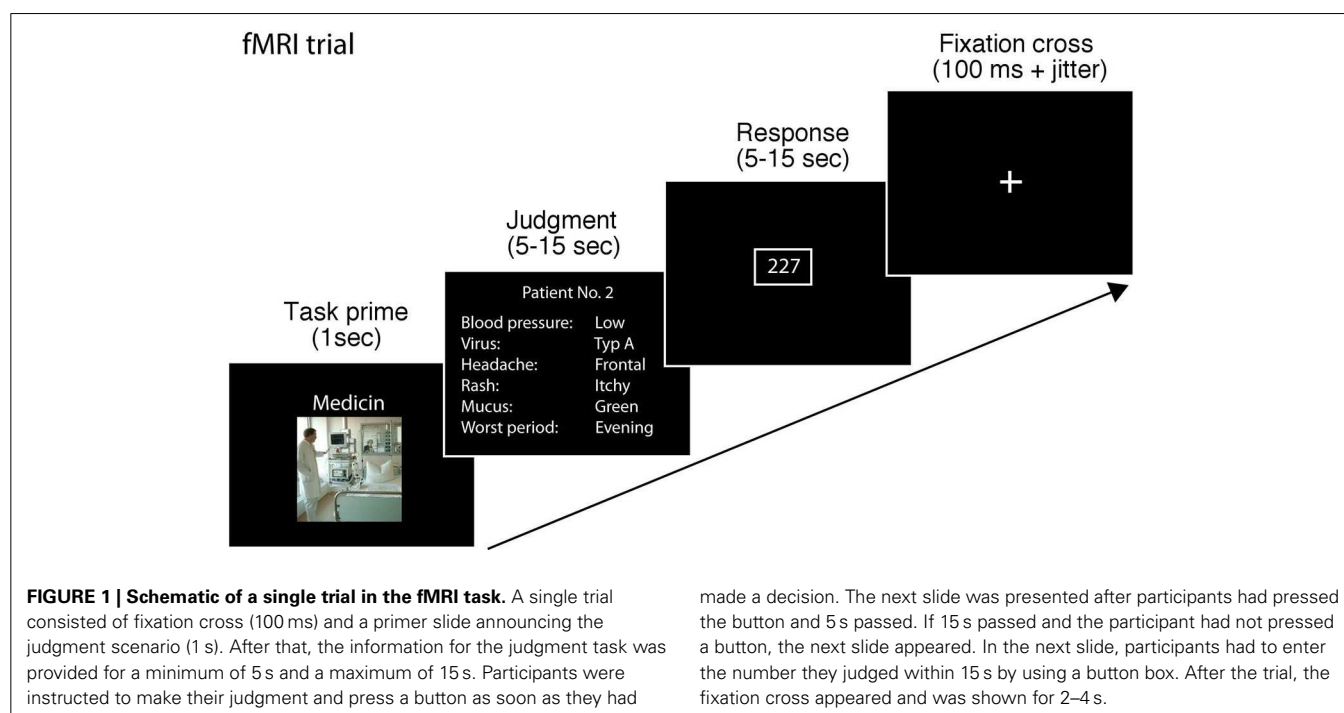 fMRI trial
Fixation cross
(100 ms + jitter)
Response
(5-15 sec)
227
Judgment
(5-15 sec)
Patient No. 2
Blood pressure: Low
Virus: Typ A
Headache: Frontal
Rash: Itchy
Mucus: Green
Worst period: Evening
Task prime
(1sec)
Medicin
FIGURE 1 | Schematic of a single trial in the fMRI task. A single trial
consisted of fixation cross (100 ms) and a primer slide announcing the
judgment scenario (1 s). After that, the information for the judgment task was
provided for a minimum of 5 s and a maximum of 15 s. Participants were
instructed to make their judgment and press a button as soon as they had
made a decision. The next slide was presented after participants had pressed
the button and 5 s passed. If 15 s passed and the participant had not pressed
a button, the next slide appeared. In the next slide, participants had to enter
the number they judged within 15 s by using a button box. After the trial, the
fixation cross appeared and was shown for 2–4 s.